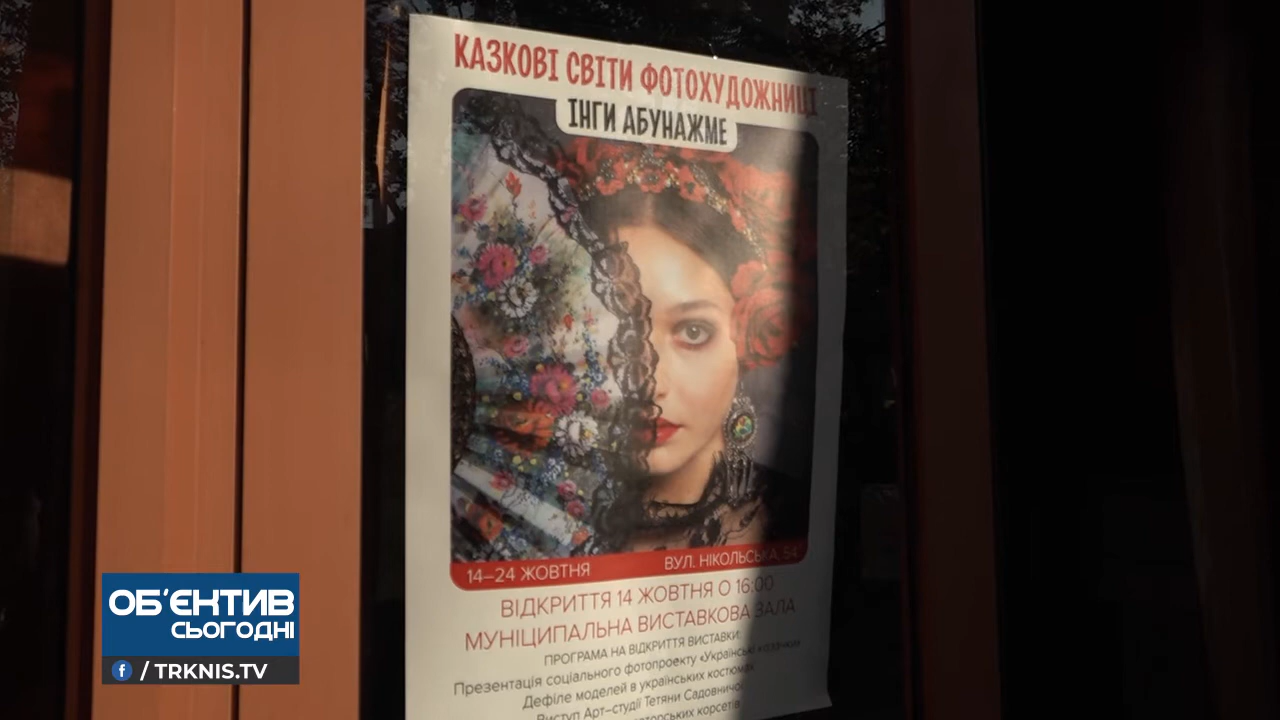 КАЗКОВІ СВІТИ ФОТОХУДОЖНИЦІ
ІНГИ АБУНАЖМЕ
14–24 ЖОВТНЯ
ВУЛ. НІКОЛЬСЬКА, 54
ВІДКРИТТЯ 14 ЖОВТНЯ О 16:00
МУНІЦИПАЛЬНА ВИСТАВКОВА ЗАЛА
ПРОГРАМА НА ВІДКРИТТЯ ВИСТАВКИ:
Презентація соціального фотопроекту «Українські
Дефіле моделей в українських костюмах
Виступ Арт–студії Тетяни Садовничої
корсетів
ОБ'ЄКТИВ
СЬОГОДНІ
f / TRKNIS.TV